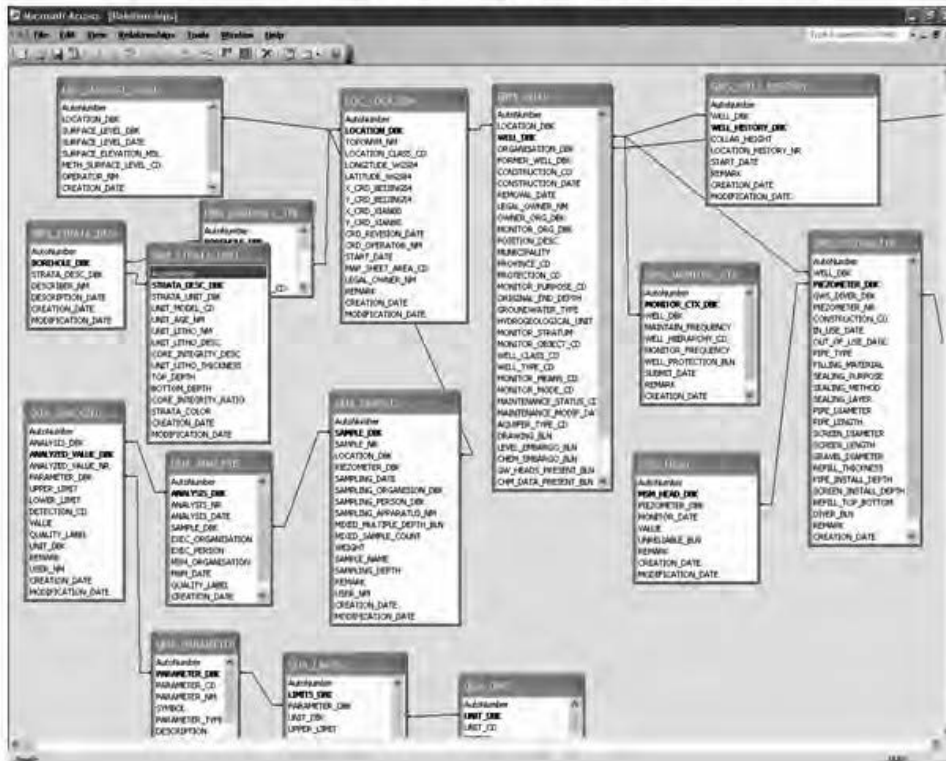 Microsoft Access - [Relationships]
File Edit View Relationships Tools Window Help
AutoNumber
LOCATION_DBK
SURFACE_LEVEL_DBK
SURFACE_LEVEL_DATE
SURFACE_ELEVATION_MSL
METH_SURFACE_LEVEL_CD
OPERATOR_NM
CREATION_DATE
LOC_LOCATION
AutoNumber
LOCATION_DBK
TOPONYM_NM
LOCATION_CLASS_CD
LONGITUDE_WGS84
LATITUDE_WGS84
X_CRD_BEIJING54
Y_CRD_BEIJING54
X_CRD_XIAN80
Y_CRD_XIAN80
CRD_REVISION_DATE
CRD_OPERATOR_NM
START_DATE
MAP_SHEET_AREA_CD
LEGAL_OWNER_NM
REMARK
CREATION_DATE
MODIFICATION_DATE
AutoNumber
LOCATION_DBK
WELL_DBK
ORGANISATION_DBK
FORMER_WELL_DBK
CONSTRUCTION_CD
CONSTRUCTION_DATE
REMOVAL_DATE
LEGAL_OWNER_NM
OWNER_ORG_DBK
MONITOR_ORG_DBK
POSITION_DESC
MUNICIPALITY
PROVINCE_CD
PROTECTION_CD
MONITOR_PURPOSE_CD
ORIGINAL_END_DEPTH
GROUNDWATER_TYPE
HYDROGEOLOGICAL_UNIT
MONITOR_STRATUM
MONITOR_OBJECT_CD
WELL_CLASS_CD
WELL_TYPE_CD
MONITOR_MEANS_CD
MONITOR_MODE_CD
MAINTENANCE_STATUS_CD
MAINTENANCE_MODIF_DA
AQUIFER_TYPE_CD
DRAWING_BLN
LEVEL_EMBARGO_BLN
CHEM_EMBARGO_BLN
GW_HEADS_PRESENT_BLN
CHM_DATA_PRESENT_BLN
AutoNumber
WELL_DBK
WELL_HISTORY_DBK
COLLAR_HEIGHT
LOCATION_HISTORY_NR
START_DATE
REMARK
CREATION_DATE
MODIFICATION_DATE
AutoNumber
BOREHOLE_DBK
STRATA_DESC_DBK
DESCRIBER_NM
DESCRIPTION_DATE
CREATION_DATE
MODIFICATION_DATE
STRATA_DESC_DBK
STRATA_UNIT_DBK
UNIT_MODEL_CD
UNIT_AGE_NM
UNIT_LITHO_NM
UNIT_LITHO_DESC
CORE_INTEGRITY_DESC
UNIT_LITHO_THICKNESS
TOP_DEPTH
BOTTOM_DEPTH
CORE_INTEGRITY_RATIO
STRATA_COLOR
CREATION_DATE
MODIFICATION_DATE
AutoNumber
MONITOR_CTX_DBK
WELL_DBK
MAINTAIN_FREQUENCY
WELL_HIERARCHY_CD
MONITOR_FREQUENCY
WELL_PROTECTION_BLN
SUBMIT_DATE
REMARK
CREATION_DATE
AutoNumber
WELL_DBK
PIEZOMETER_DBK
GWS_DIVER_DBK
PIEZOMETER_NR
CONSTRUCTION_CD
IN_USE_DATE
OUT_OF_USE_DATE
PIPE_TYPE
FILLING_MATERIAL
SEALING_PURPOSE
SEALING_METHOD
SEALING_LAYER
PIPE_DIAMETER
PIPE_LENGTH
SCREEN_DIAMETER
SCREEN_LENGTH
GRAVEL_DIAMETER
REFILL_THICKNESS
PIPE_INSTALL_DEPTH
SCREEN_INSTALL_DEPTH
REFILL_TOP_BOTTOM
DIVER_BLN
REMARK
CREATION_DATE
AutoNumber
ANALYSIS_DBK
ANALYZED_VALUE_DBK
ANALYZED_VALUE_NR
PARAMETER_DBK
UPPER_LIMIT
LOWER_LIMIT
DETECTION_CD
VALUE
QUALITY_LABEL
UNIT_DBK
REMARK
USER_NM
CREATION_DATE
MODIFICATION_DATE
AutoNumber
ANALYSIS_DBK
ANALYSIS_NR
ANALYSIS_DATE
SAMPLE_DBK
EXEC_ORGANISATION
EXEC_PERSON
MSM_ORGANISATION
MSM_DATE
QUALITY_LABEL
CREATION_DATE
AutoNumber
SAMPLE_DBK
SAMPLE_NR
LOCATION_DBK
PIEZOMETER_DBK
SAMPLING_DATE
SAMPLING_ORGANISION_DBK
SAMPLING_PERSON_DBK
SAMPLING_APPARATUS_NM
MIXED_MULTIPLE_DEPTH_BLN
MIXED_SAMPLE_COUNT
WEIGHT
SAMPLE_NAME
SAMPLING_DEPTH
REMARK
USER_NM
CREATION_DATE
MODIFICATION_DATE
AutoNumber
MSM_HEAD_DBK
PIEZOMETER_DBK
MONITOR_DATE
VALUE
UNRELIABLE_BLN
REMARK
CREATION_DATE
MODIFICATION_DATE
QUA_PARAMETER
AutoNumber
PARAMETER_DBK
PARAMETER_CD
PARAMETER_NM
SYMBOL
PARAMETER_TYPE
DESCRIPTION
AutoNumber
LIMITS_DBK
PARAMETER_DBK
UNIT_DBK
UPPER_LIMIT
AutoNumber
UNIT_DBK
UNIT_CD